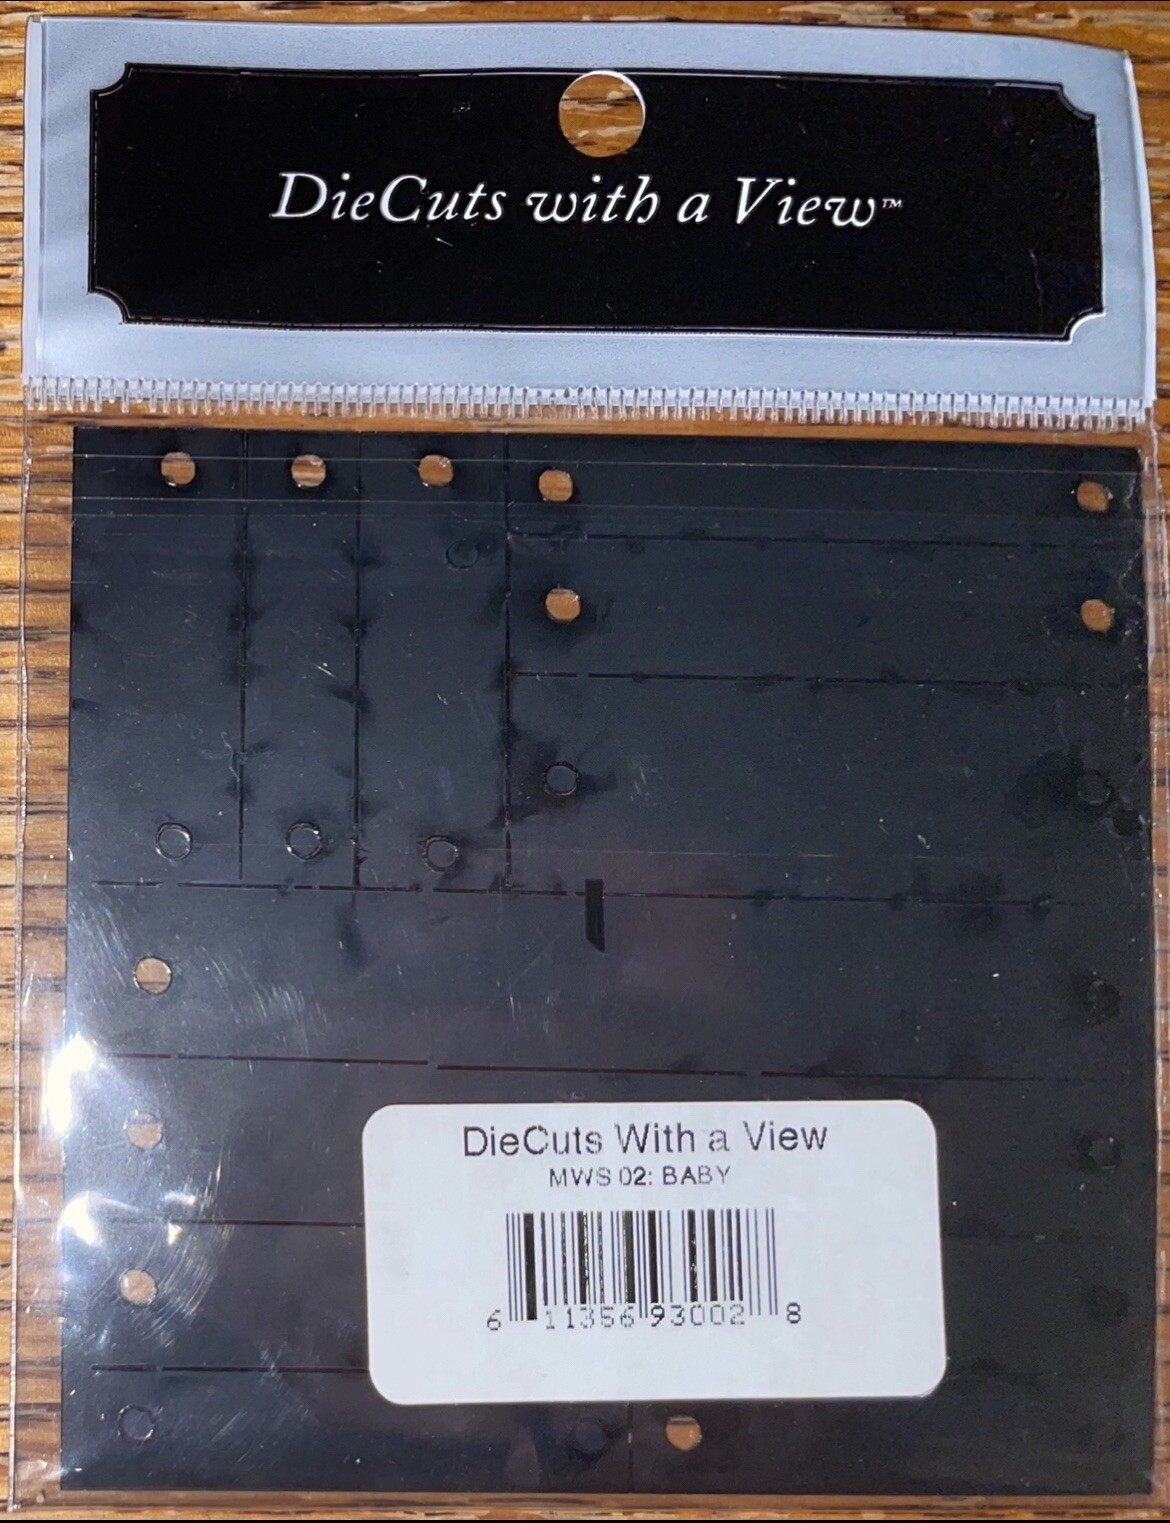 DieCuts with a View™
DieCuts With a View
MWS 02: BABY
6 11356 93002 8